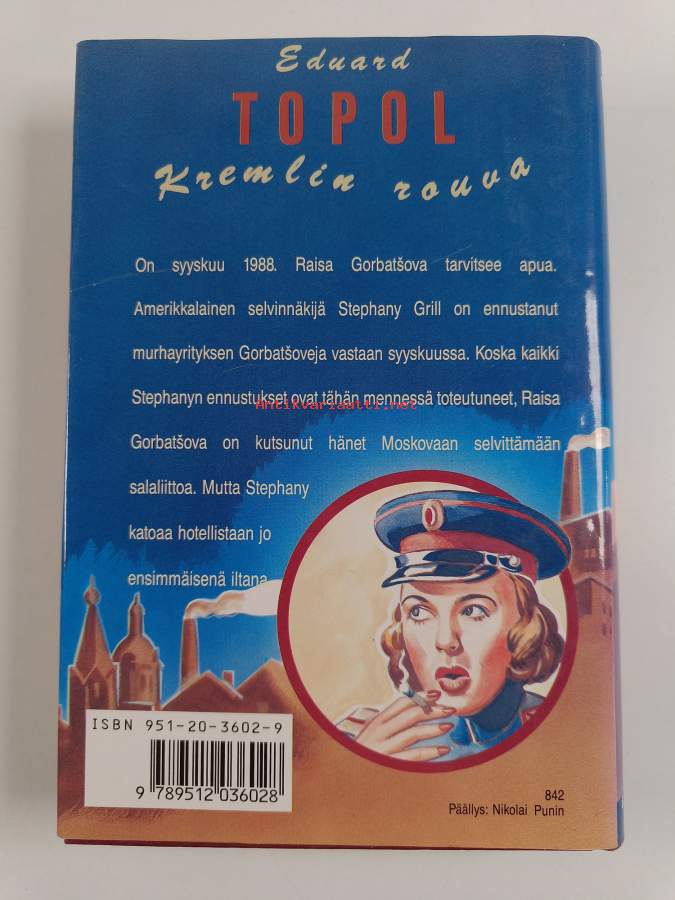 Eduard
TOPOL
Kremlin rouva
On syyskuu 1988. Raisa Gorbatšova tarvitsee apua.
Amerikkalainen selvinnäkijä Stephany Grill on ennustanut
murhayrityksen Gorbatšoveja vastaan syyskuussa. Koska kaikki
Stephanyn ennustukset ovat tähän mennessä toteutuneet, Raisa
Antikvariaatti.net
Gorbatšova on kutsunut hänet Moskovaan selvittämään
salaliittoa. Mutta Stephany
katoaa hotellistaan jo
ensimmäisenä iltana
ISBN 951-20-3602-9
9 789512 036028
842
Päällys: Nikolai Punin